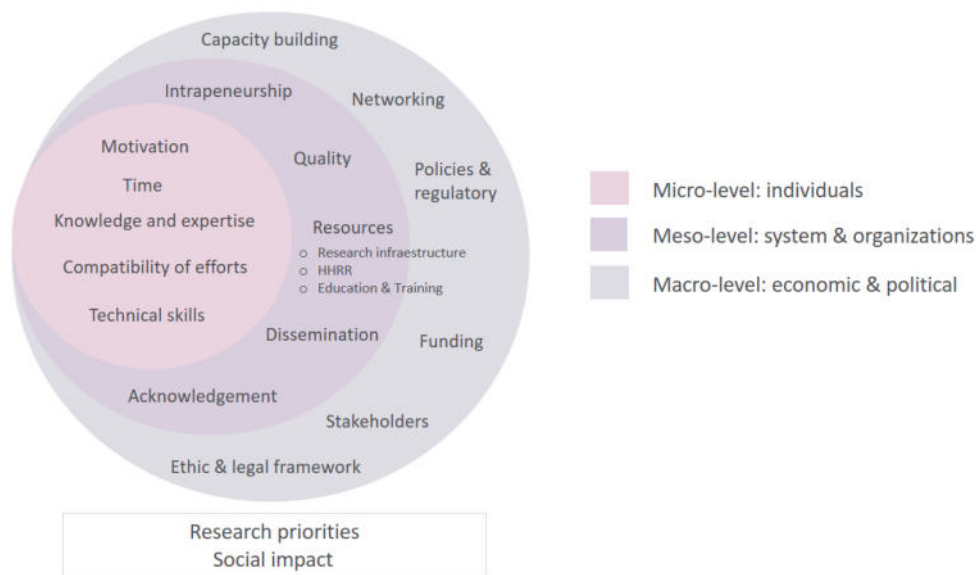 Capacity building
Intrapeneurship
Networking
Motivation
Quality
Policies &
regulatory
Time
Knowledge and expertise
Resources
○ Research infraestructure
○ HHRR
○ Education & Training
Compatibility of efforts
Technical skills
Dissemination
Funding
Acknowledgement
Stakeholders
Ethic & legal framework
Research priorities
Social impact
Micro-level: individuals
Meso-level: system & organizations
Macro-level: economic & political